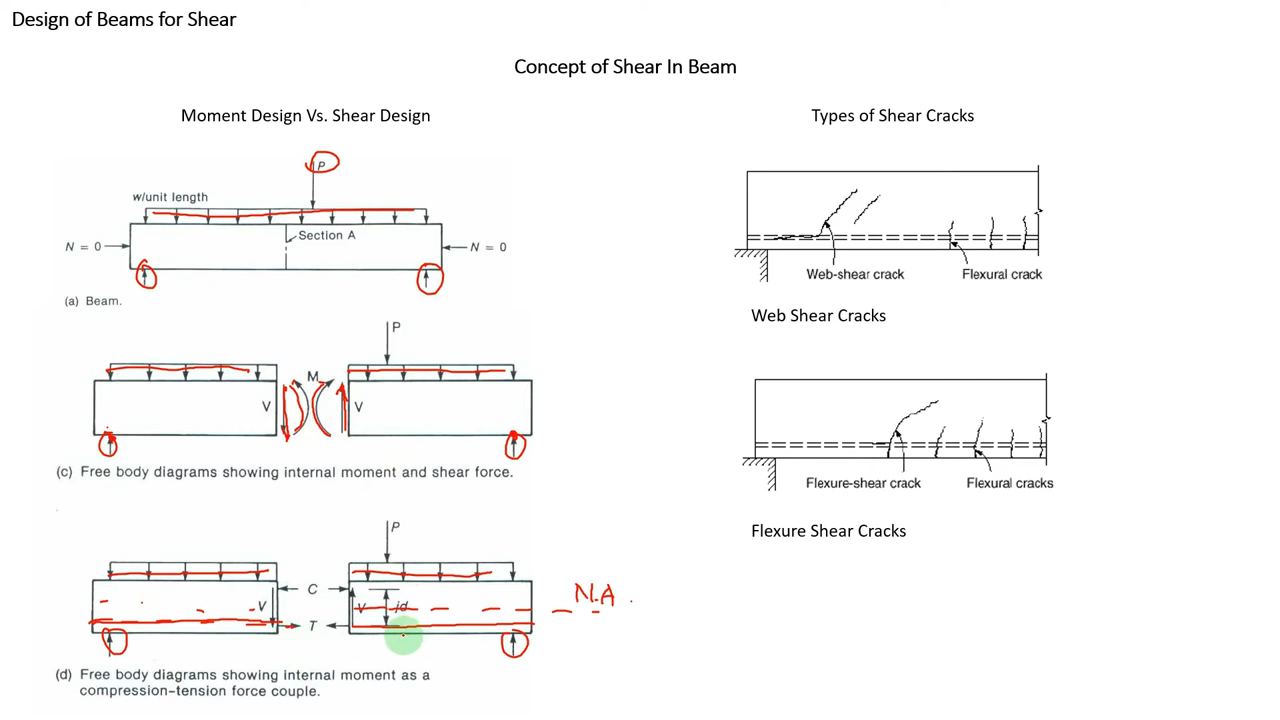 Design of Beams for Shear
Concept of Shear In Beam
Moment Design Vs. Shear Design
P
w/unit length
Section A
N = 0
N = 0
(a) Beam.
P
M
V
V
(c) Free body diagrams showing internal moment and shear force.
P
C
V
V
jd
T
N.A
(d) Free body diagrams showing internal moment as a
compression-tension force couple.
Types of Shear Cracks
Web-shear crack
Flexural crack
Web Shear Cracks
Flexure-shear crack
Flexural cracks
Flexure Shear Cracks